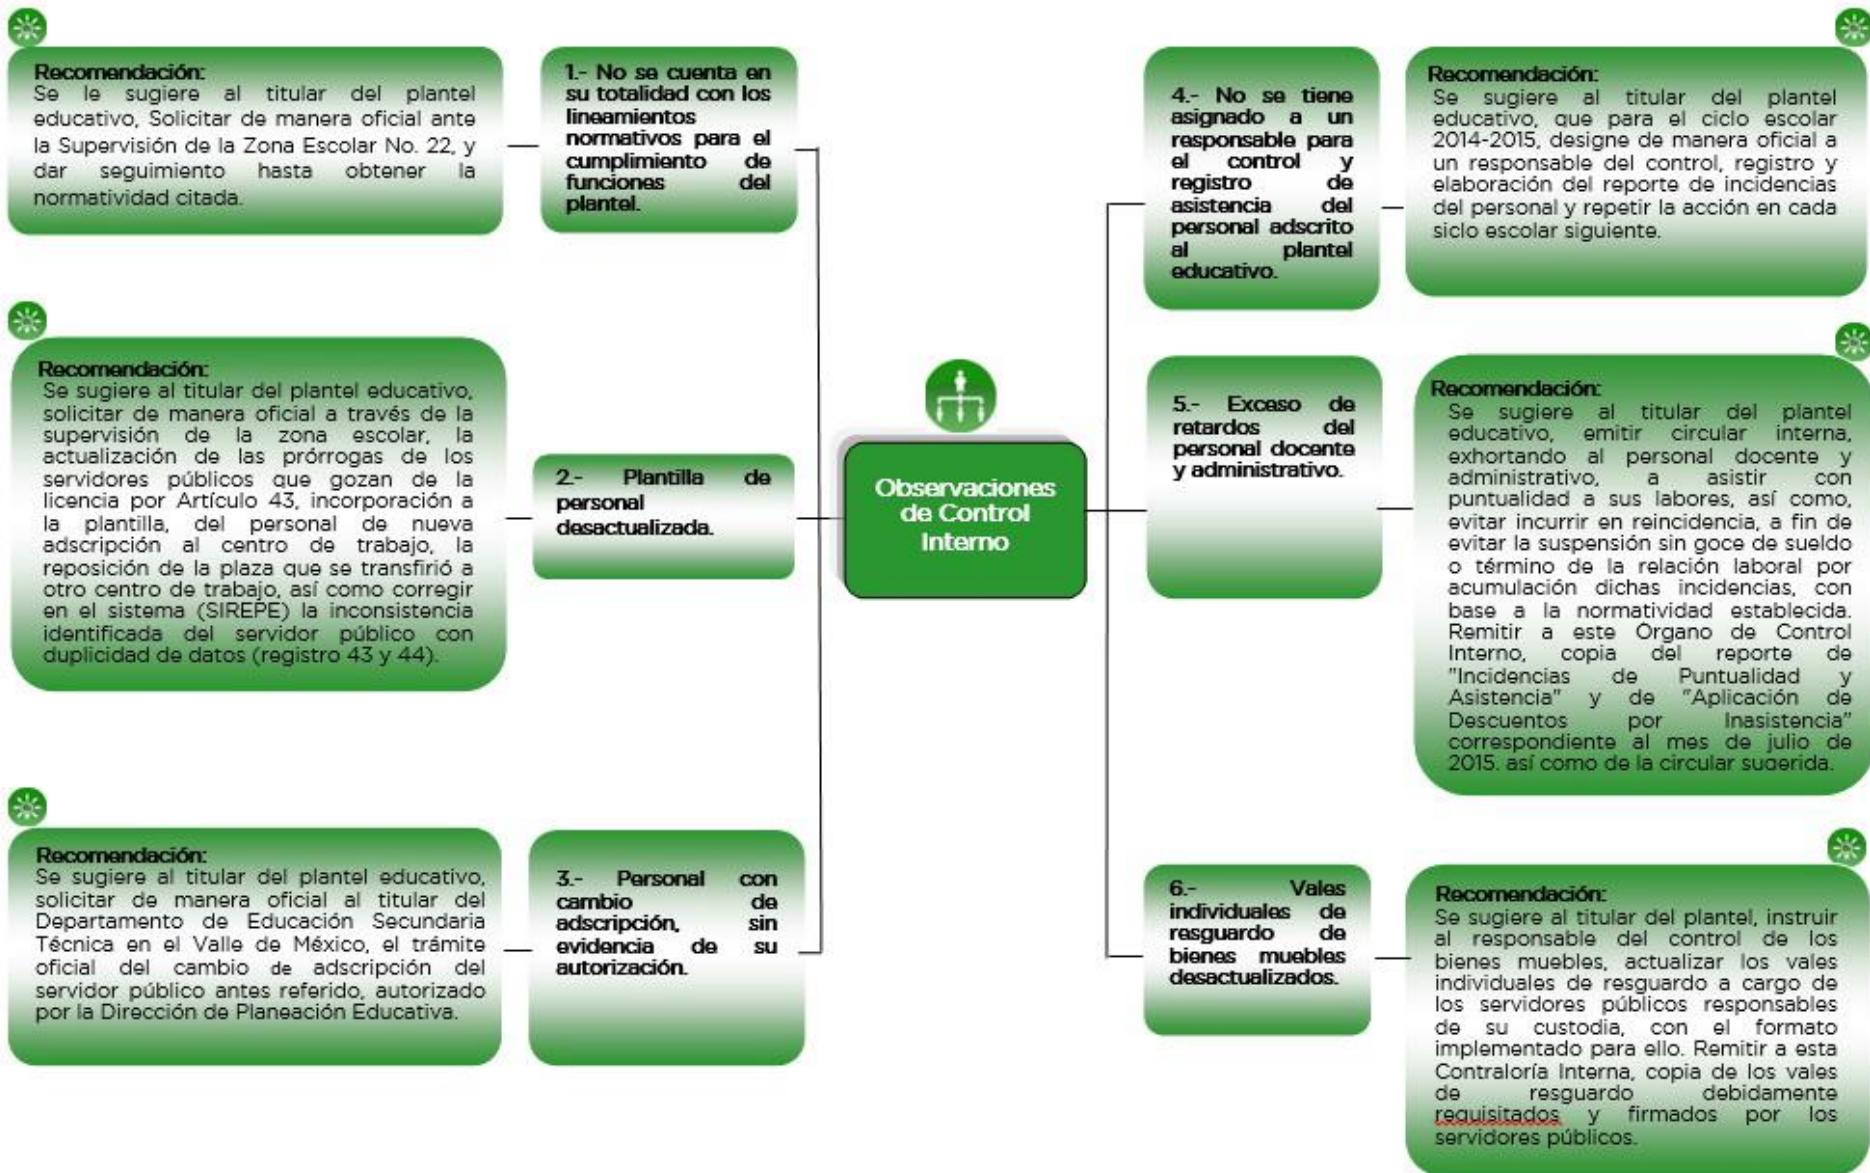 Recomendación:
Se le sugiere al titular del plantel
educativo, Solicitar de manera oficial ante
la Supervisión de la Zona Escolar No. 22, y
dar seguimiento hasta obtener la
normatividad citada.
1.- No se cuenta en
su totalidad con los
lineamientos
normativos para el
cumplimiento de
funciones del
plantel.
Recomendación:
Se sugiere al titular del plantel educativo,
solicitar de manera oficial a través de la
supervisión de la zona escolar, la
actualización de las prórrogas de los
servidores públicos que gozan de la
licencia por Artículo 43, incorporación a
la plantilla, del personal de nueva
adscripción al centro de trabajo, la
reposición de la plaza que se transfirió a
otro centro de trabajo, así como corregir
en el sistema (SIREPE) la inconsistencia
identificada del servidor público con
duplicidad de datos (registro 43 y 44).
2.- Plantilla de
personal
desactualizada.
Recomendación:
Se sugiere al titular del plantel educativo,
solicitar de manera oficial al titular del
Departamento de Educación Secundaria
Técnica en el Valle de México, el trámite
oficial del cambio de adscripción del
servidor público antes referido, autorizado
por la Dirección de Planeación Educativa.
3.- Personal con
cambio de
adscripción, sin
evidencia de su
autorización.
Observaciones
de Control
Interno
4.- No se tiene
asignado a un
responsable para
el control y
registro de
asistencia del
personal adscrito
al plantel
educativo.
Recomendación:
Se sugiere al titular del plantel
educativo, que para el ciclo escolar
2014-2015, designe de manera oficial a
un responsable del control, registro y
elaboración del reporte de incidencias
del personal y repetir la acción en cada
siclo escolar siguiente.
5.- Exceso de
retardos del
personal docente
y administrativo.
Recomendación:
Se sugiere al titular del plantel
educativo, emitir circular interna,
exhortando al personal docente y
administrativo, a asistir con
puntualidad a sus labores, así como,
evitar incurrir en reincidencia, a fin de
evitar la suspensión sin goce de sueldo
o término de la relación laboral por
acumulación dichas incidencias, con
base a la normatividad establecida.
Remitir a este Órgano de Control
Interno, copia del reporte de
"Incidencias de Puntualidad y
Asistencia" y de "Aplicación de
Descuentos por Inasistencia"
correspondiente al mes de julio de
2015, así como de la circular sugerida.
6.- Vales
individuales de
resguardo de
bienes muebles
desactualizados.
Recomendación:
Se sugiere al titular del plantel, instruir
al responsable del control de los
bienes muebles, actualizar los vales
individuales de resguardo a cargo de
los servidores públicos responsables
de su custodia, con el formato
implementado para ello. Remitir a esta
Contraloría Interna, copia de los vales
de resguardo debidamente
requisitados y firmados por los
servidores públicos.